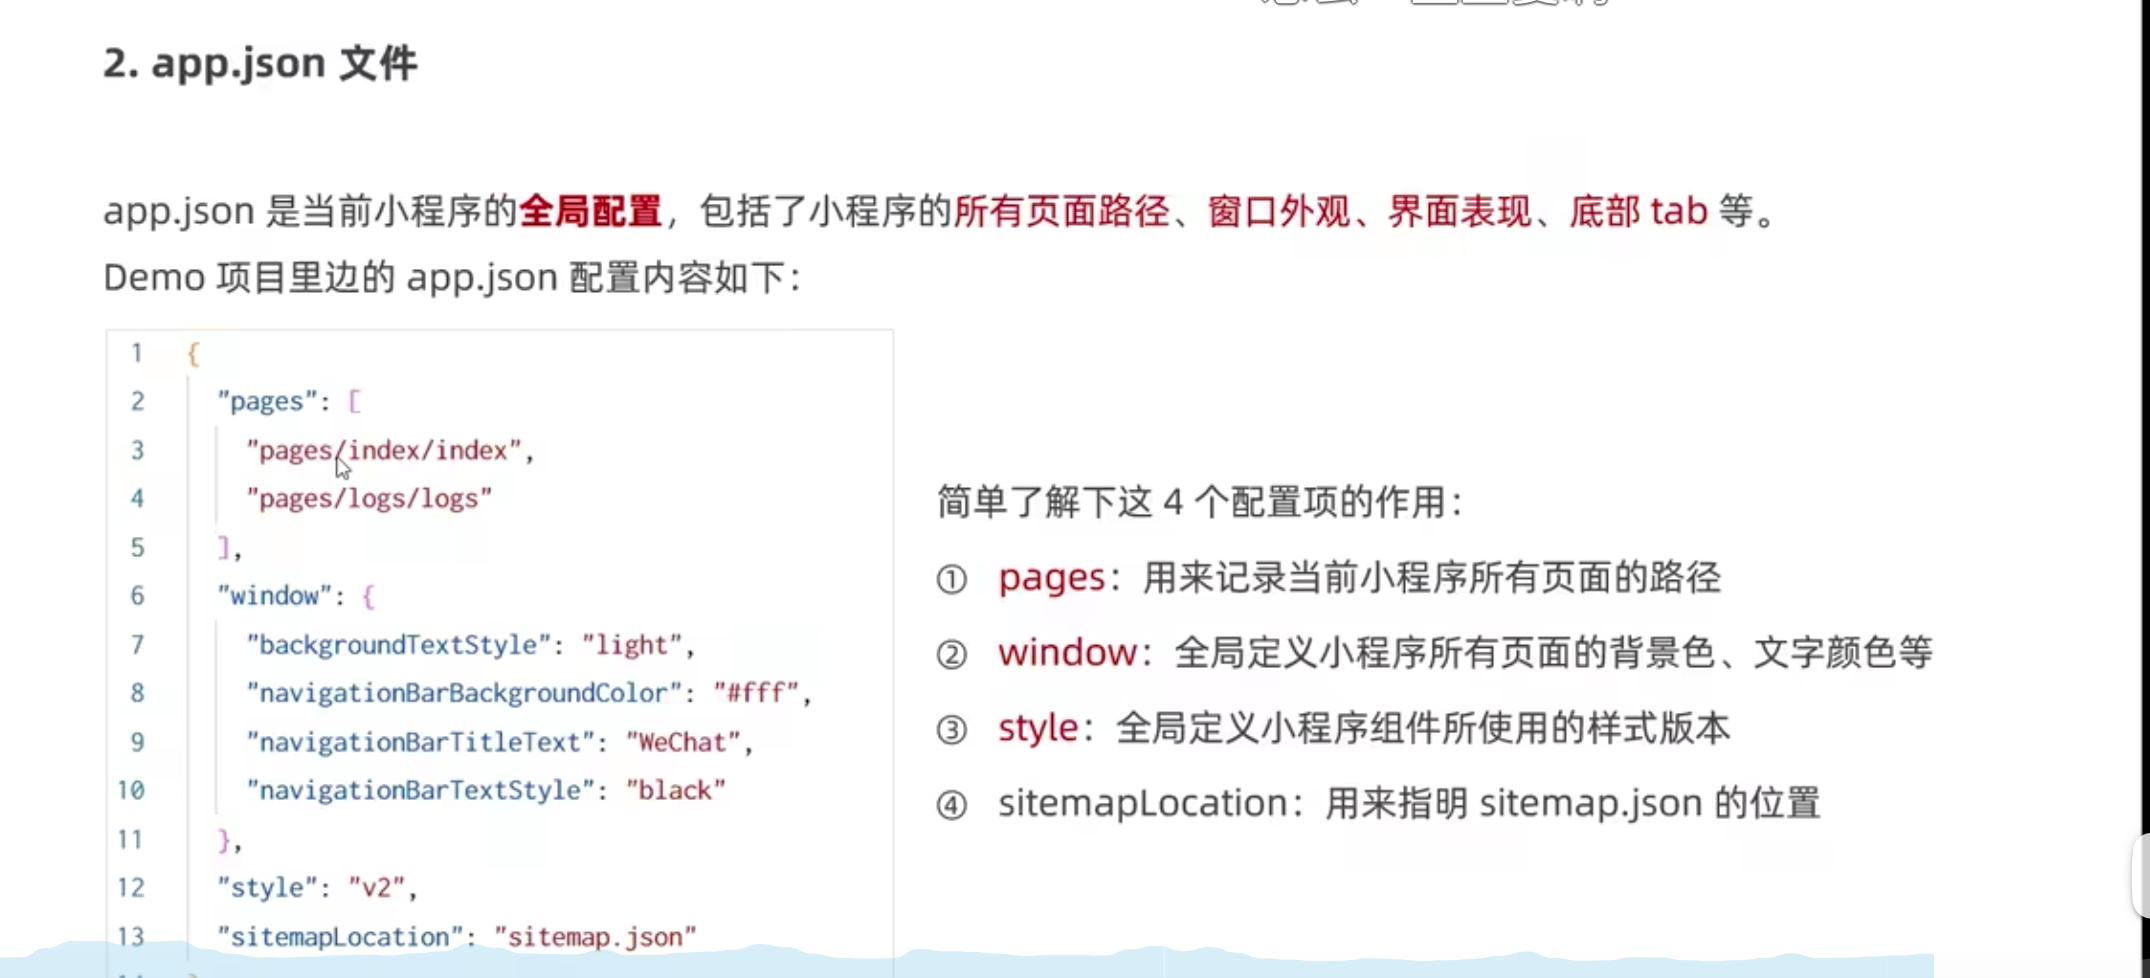 2. app.json 文件
app.json 是当前小程序的全局配置，包括了小程序的所有页面路径、窗口外观、界面表现、底部 tab 等。
Demo 项目里边的 app.json 配置内容如下：
1 {
2 "pages": [
3 "pages/index/index",
4 "pages/logs/logs"
5 ],
6 "window": {
7 "backgroundTextStyle": "light",
8 "navigationBarBackgroundColor": "#fff",
9 "navigationBarTitleText": "WeChat",
10 "navigationBarTextStyle": "black"
11 },
12 "style": "v2",
13 "sitemapLocation": "sitemap.json"
简单了解下这 4 个配置项的作用：
① pages：用来记录当前小程序所有页面的路径
② window：全局定义小程序所有页面的背景色、文字颜色等
③ style：全局定义小程序组件所使用的样式版本
④ sitemapLocation：用来指明 sitemap.json 的位置